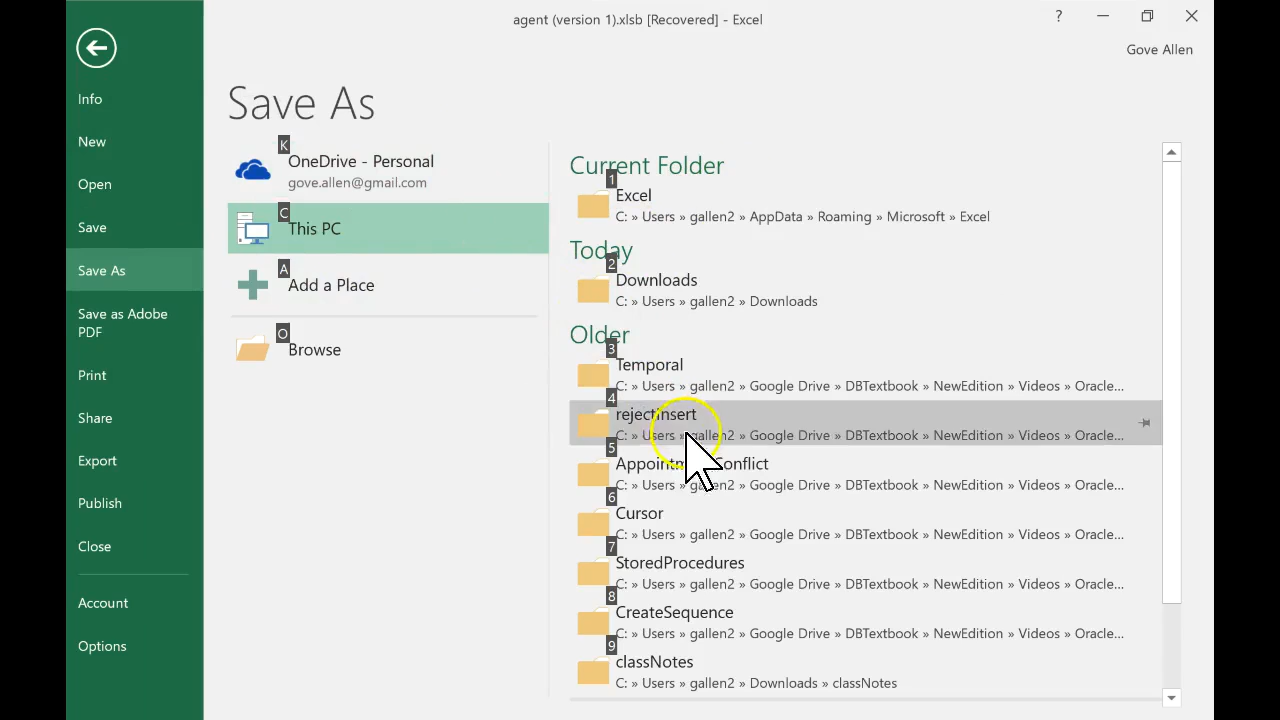 agent (version 1).xlsb [Recovered] - Excel
?
Gove Allen
Info
New
Open
Save
Save As
Save as Adobe
PDF
Print
Share
Export
Publish
Close
Account
Options
Save As
K
OneDrive - Personal
gove.allen@gmail.com
C
This PC
A
Add a Place
O
Browse
Current Folder
1
Excel
C: » Users » gallen2 » AppData » Roaming » Microsoft » Excel
Today
2
Downloads
C: » Users » gallen2 » Downloads
Older
3
Temporal
C: » Users » gallen2 » Google Drive » DBTextbook » NewEdition » Videos » Oracle...
4
rejectInsert
C: » Users » gallen2 » Google Drive » DBTextbook » NewEdition » Videos » Oracle...
5
AppointmentConflict
C: » Users » gallen2 » Google Drive » DBTextbook » NewEdition » Videos » Oracle...
6
Cursor
C: » Users » gallen2 » Google Drive » DBTextbook » NewEdition » Videos » Oracle...
7
StoredProcedures
C: » Users » gallen2 » Google Drive » DBTextbook » NewEdition » Videos » Oracle...
8
CreateSequence
C: » Users » gallen2 » Google Drive » DBTextbook » NewEdition » Videos » Oracle...
9
classNotes
C: » Users » gallen2 » Downloads » classNotes